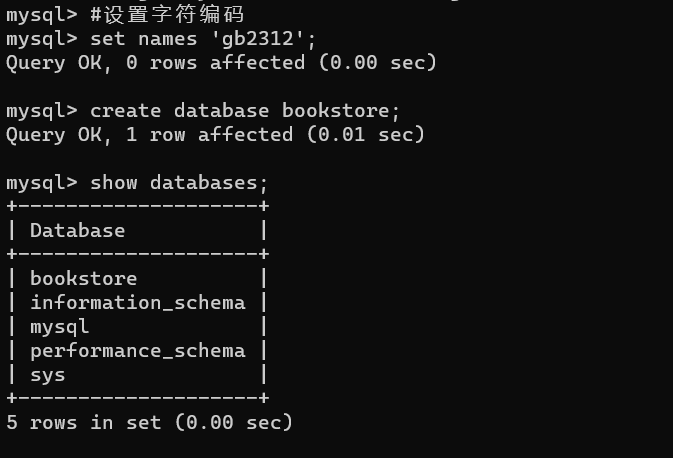 mysql> #设置字符编码
mysql> set names 'gb2312';
Query OK, 0 rows affected (0.00 sec)
mysql> create database bookstore;
Query OK, 1 row affected (0.01 sec)
mysql> show databases;
+--------------------+
| Database           |
+--------------------+
| bookstore          |
| information_schema |
| mysql              |
| performance_schema |
| sys                |
+--------------------+
5 rows in set (0.00 sec)